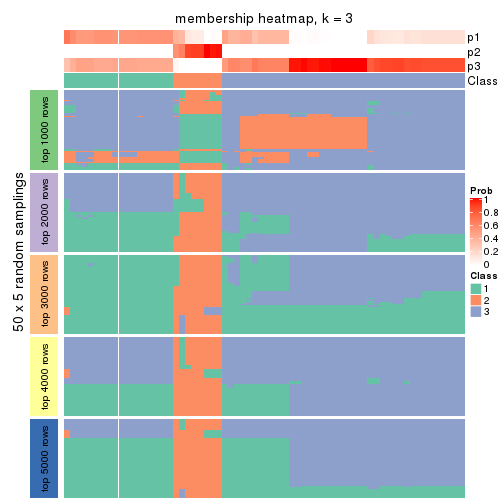 membership heatmap, k = 3
p1
p2
p3
Class
50 x 5 random samplings
top 1000 rows
top 2000 rows
top 3000 rows
top 4000 rows
top 5000 rows
Prob
1
0.8
0.6
0.4
0.2
0
Class
1
2
3